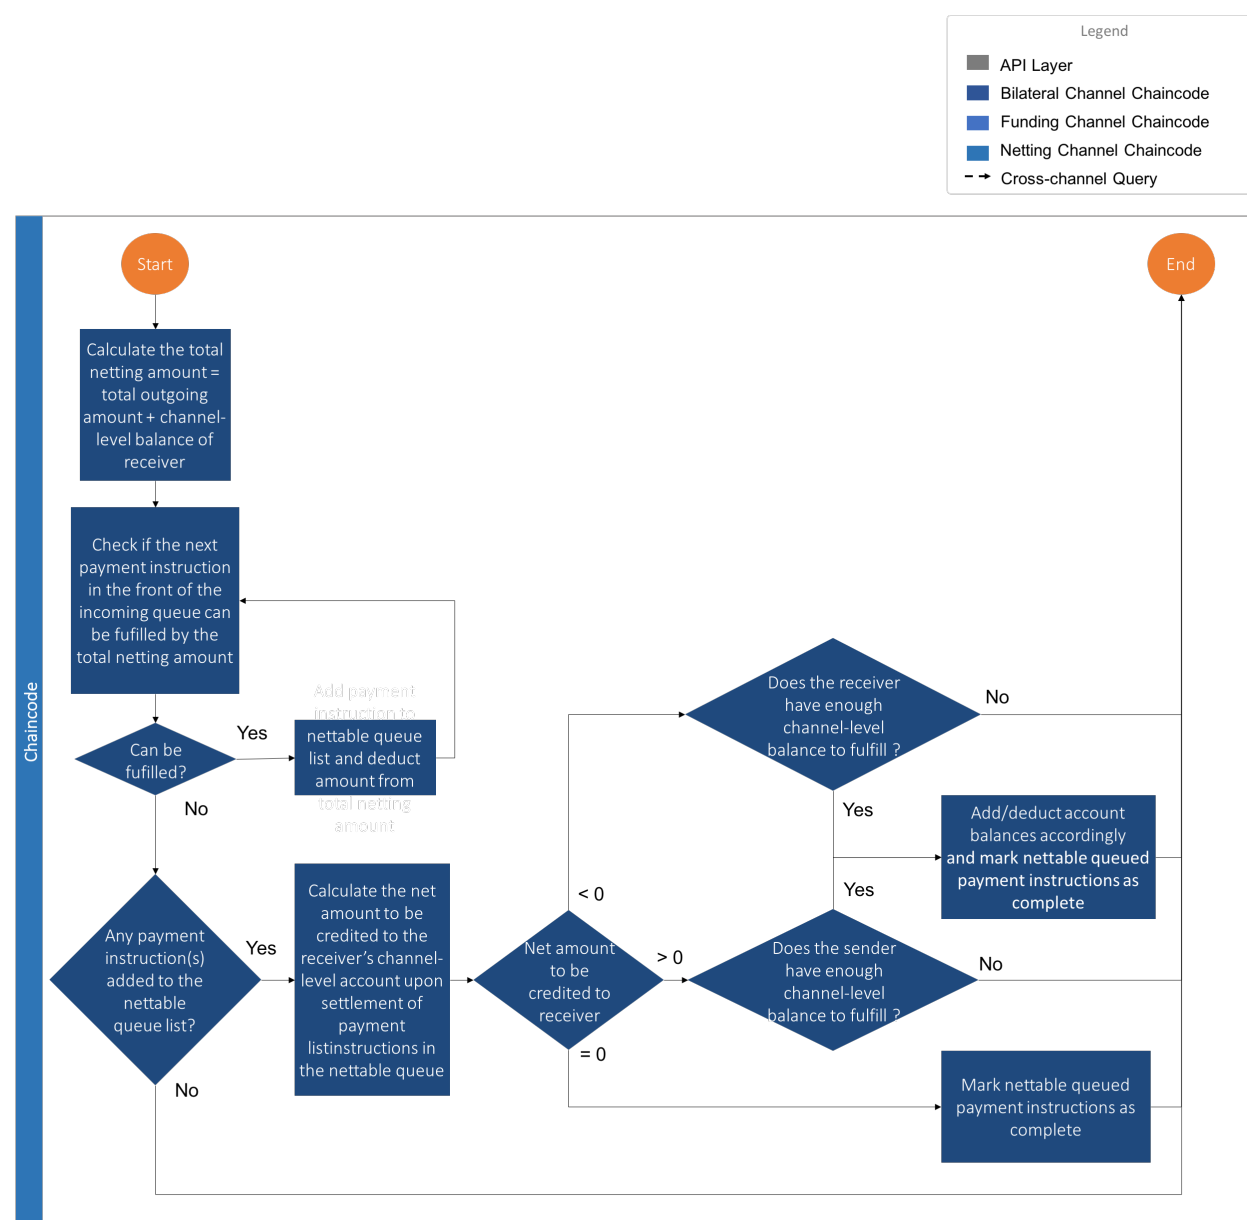 Legend
API Layer
Bilateral Channel Chaincode
Funding Channel Chaincode
Netting Channel Chaincode
Cross-channel Query
Chaincode
Start
End
Calculate the total
netting amount =
total outgoing
amount + channel-
level balance of
receiver
Check if the next
payment instruction
in the front of the
incoming queue can
be fufilled by the
total netting amount
Can be
fufilled?
Yes
No
Add payment
instruction to
nettable queue
list and deduct
amount from
total netting
amount
Any payment
instruction(s)
added to the
nettable
queue list?
Yes
No
Calculate the net
amount to be
credited to the
receiver's channel-
level account upon
settlement of
payment
listinstructions in
the nettable queue
Net amount
to be
credited to
receiver
< 0
> 0
= 0
Does the receiver
have enough
channel-level
balance to fulfill ?
No
Yes
Add/deduct account
balances accordingly
and mark nettable queued
payment instructions as
complete
Yes
Does the sender
have enough
channel-level
balance to fulfill ?
No
Mark nettable queued
payment instructions as
complete